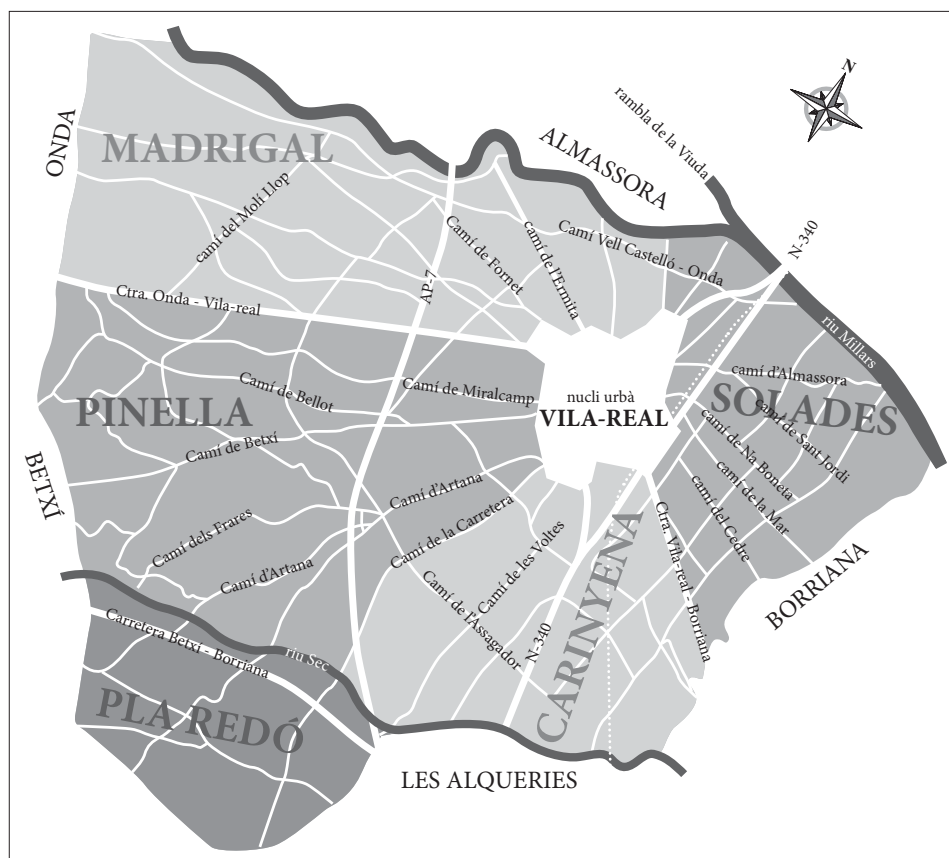 N
rambla de la Viuda
ONDA
ALMASSORA
MADRIGAL
camí del Molí Llop
N-340
Camí Vell Castelló - Onda
camí de l'Ermita
Camí de Fornet
AP-7
Ctra. Onda - Vila-real
riu Millars
camí d'Almassora
SOLADES
Camí de Miralcamp
nucli urbà
VILA-REAL
Camí de Bellot
PINELLA
camí de Sant Jordi
camí de Na Boneta
Camí de Betxí
BETXÍ
camí de la Mar
camí del Cedre
Camí d'Artana
Camí de la Carretera
Camí dels Frares
Camí de les Voltes
CARINYENA
Ctra. Vila-real - Borriana
BORRIANA
Camí d'Artana
Camí de l'Assagador
N-340
Carretera Betxí - Borriana
riu Sec
PLA REDÓ
LES ALQUERIES